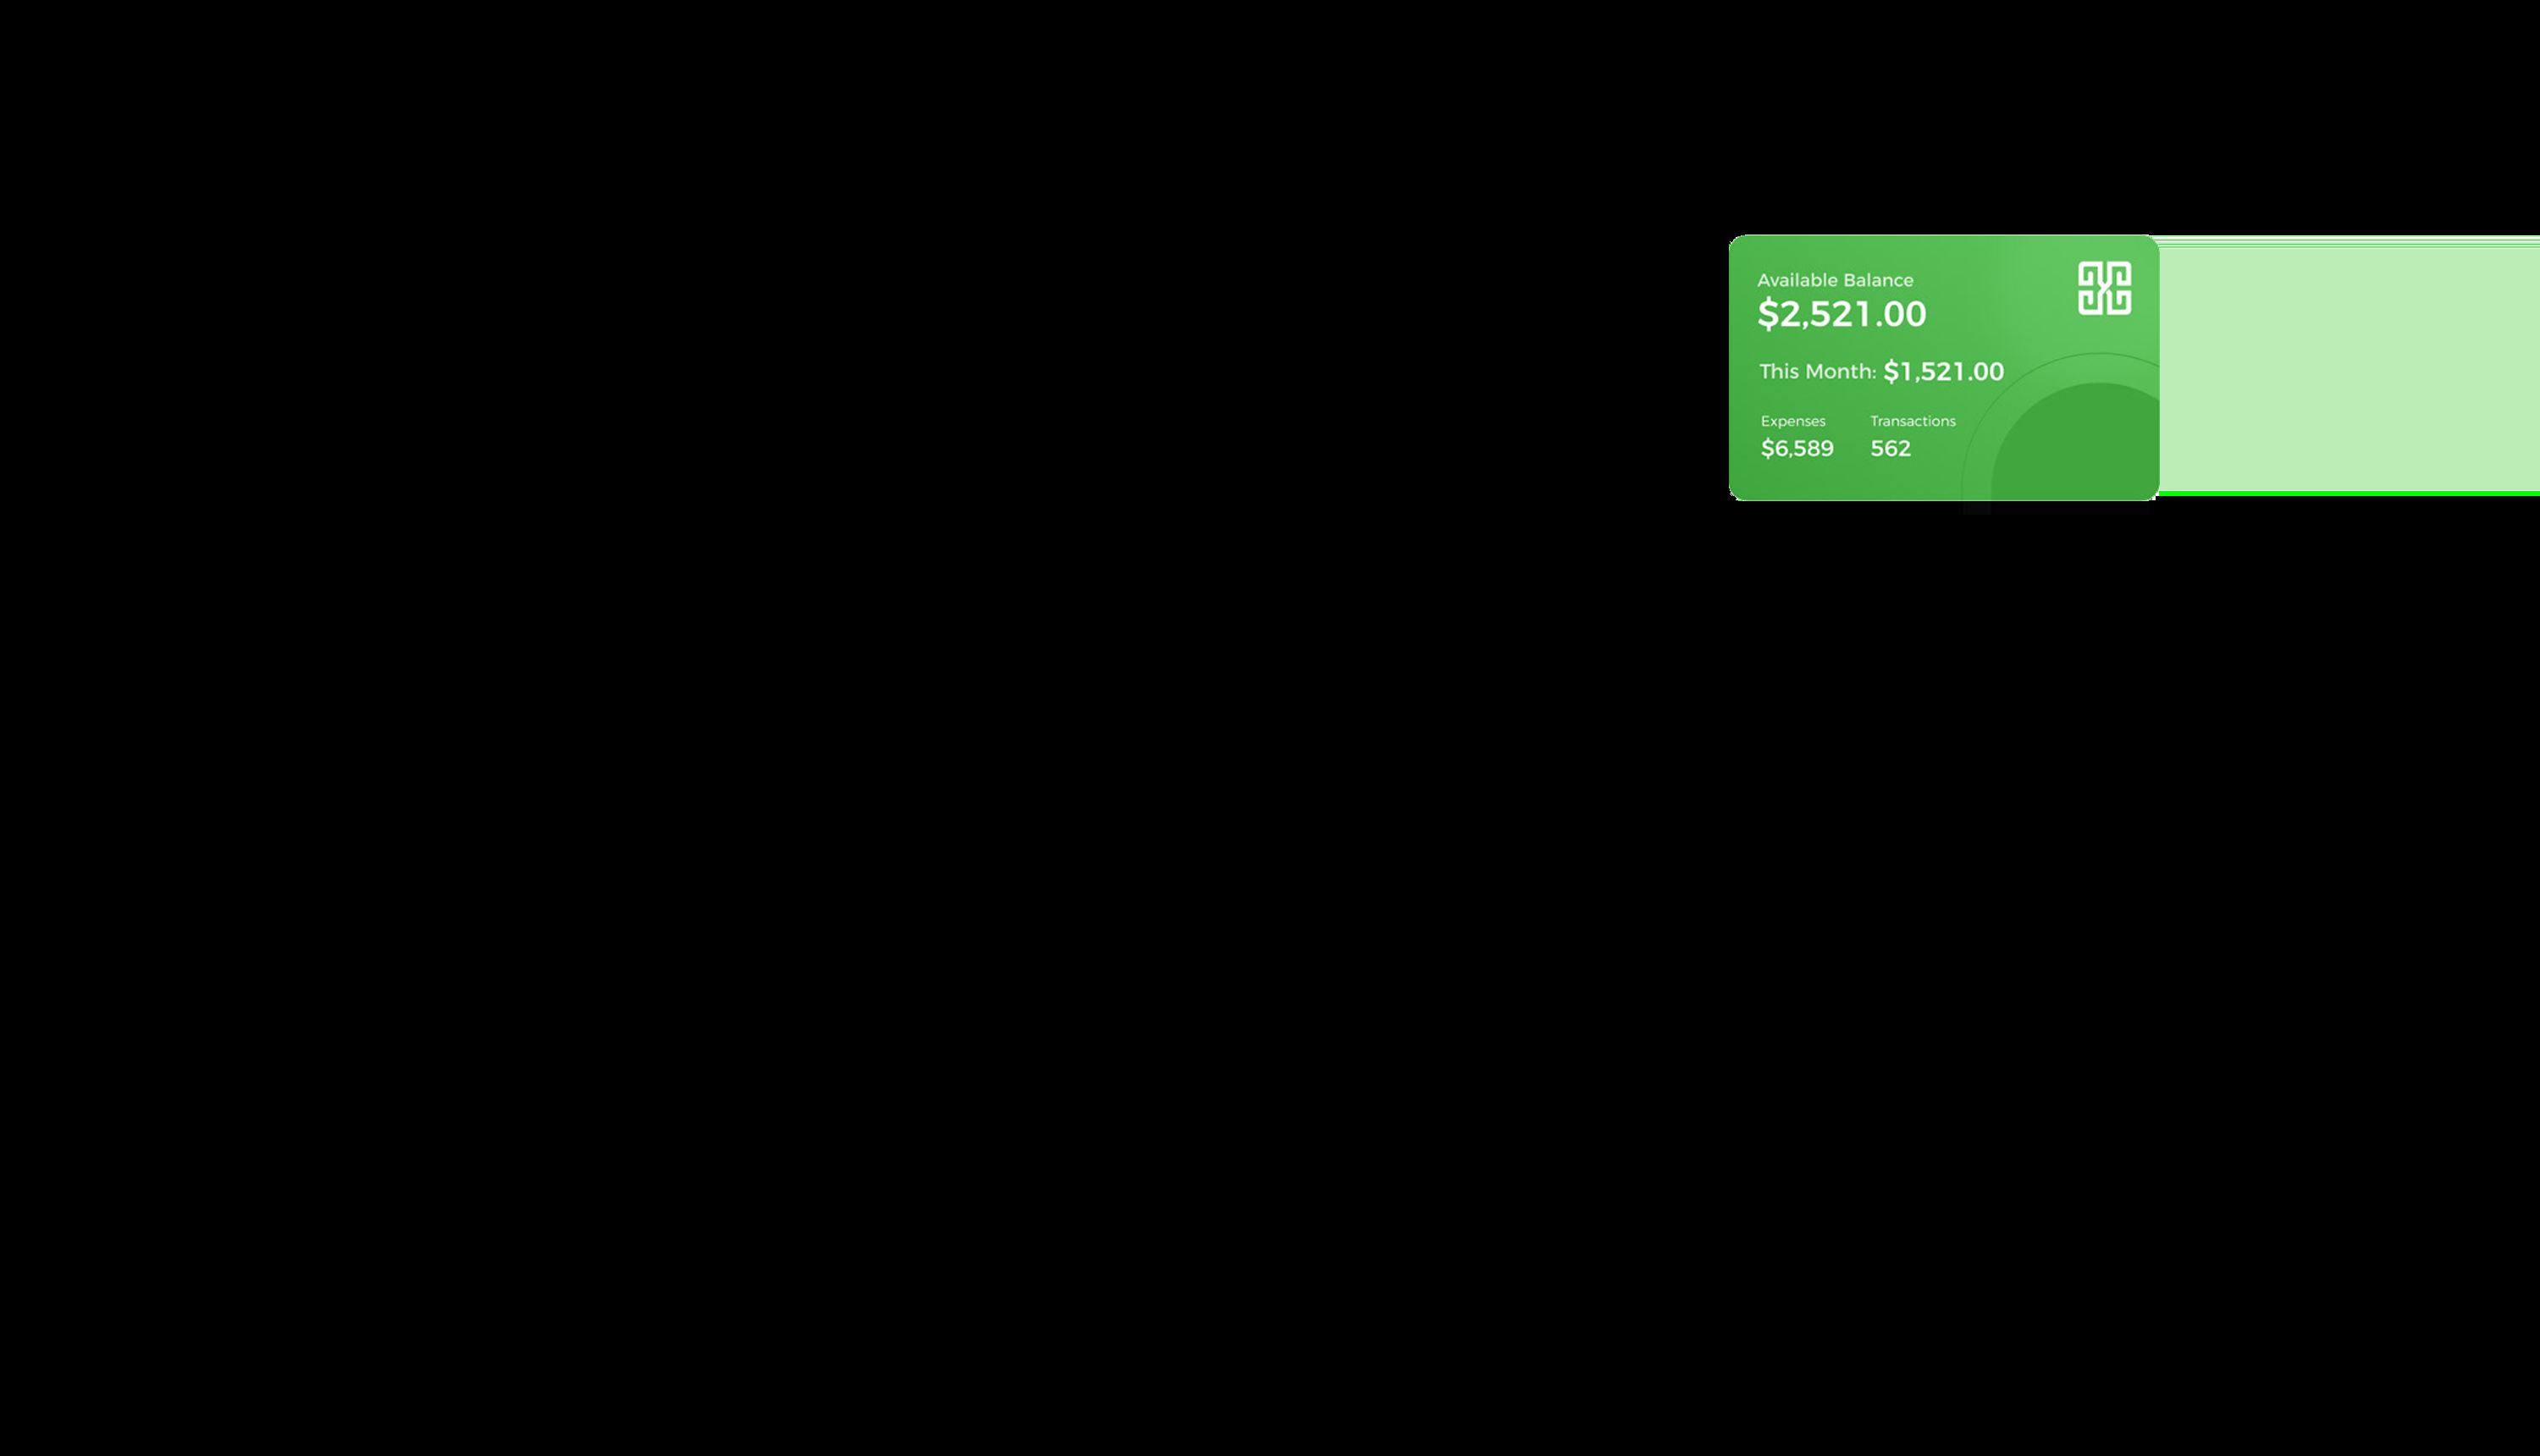 Available Balance
$2,521.00
This Month: $1,521.00
Expenses Transactions
$6,589 562